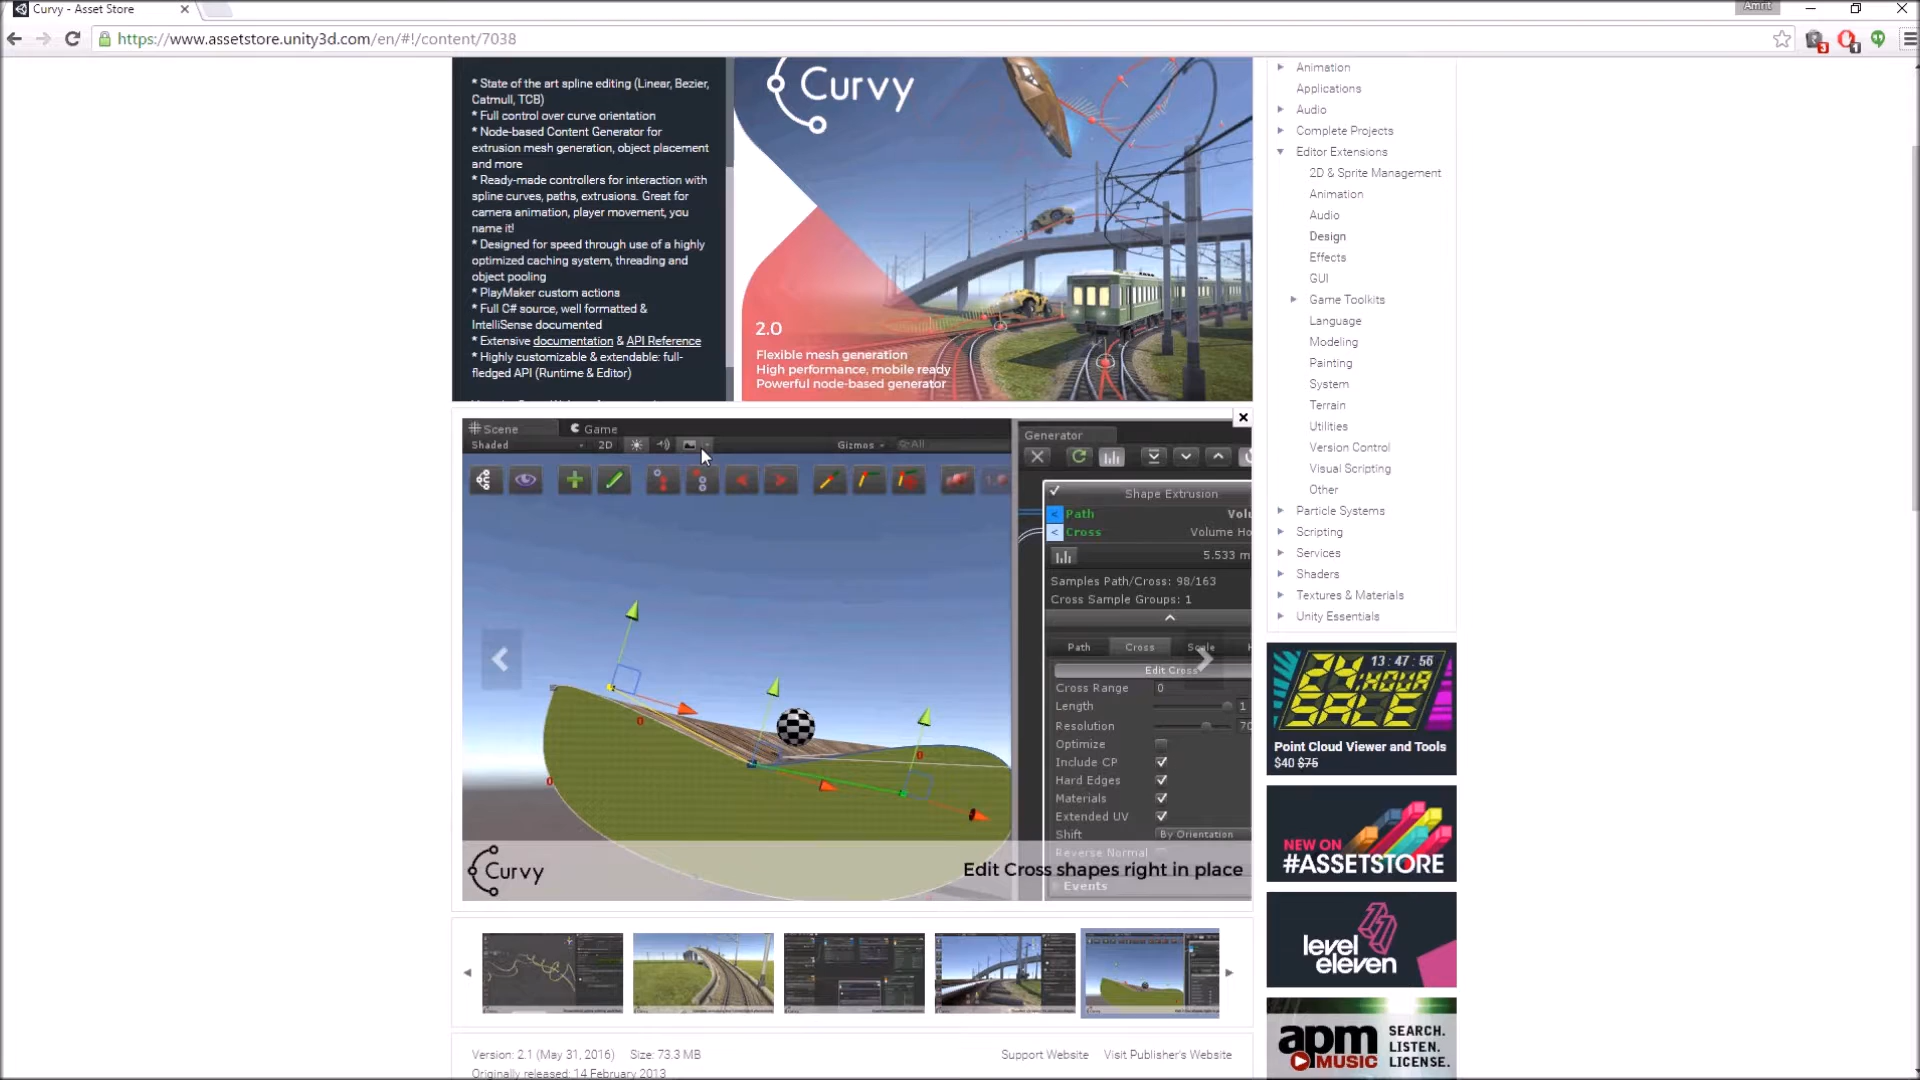 Curvy - Asset Store
Amrit
https://www.assetstore.unity3d.com/en/#!/content/7038
3
1
* State of the art spline editing (Linear, Bezier,
Catmull, TCB)
* Full control over curve orientation
* Node-based Content Generator for
extrusion mesh generation, object placement
and more
* Ready-made controllers for interaction with
spline curves, paths, extrusions. Great for
camera animation, player movement, you
name it!
* Designed for speed through use of a highly
optimized caching system, threading and
object pooling
* PlayMaker custom actions
* Full C# source, well formatted &
IntelliSense documented
* Extensive documentation & API Reference
* Highly customizable & extendable: full-
fledged API (Runtime & Editor)
Curvy
2.0
Flexible mesh generation
High performance, mobile ready
Powerful node-based generator
Scene
Game
Shaded
2D
Gizmos
All
Generator
Shape Extrusion
Path
Cross
Volume Ho
5.533 m
Samples Path/Cross: 98/163
Cross Sample Groups: 1
Path
Cross
Scale
Edit Cross
Cross Range
0
Length
1
Resolution
70
Optimize
Include CP
Hard Edges
Materials
Extended UV
Shift
By Orientation
Reverse Normal
Events
Curvy
Edit Cross shapes right in place
Version: 2.1 (May 31, 2016)
Size: 73.3 MB
Support Website
Visit Publisher's Website
Originally released: 14 February 2013
Animation
Applications
Audio
Complete Projects
Editor Extensions
2D & Sprite Management
Animation
Audio
Design
Effects
GUI
Game Toolkits
Language
Modeling
Painting
System
Terrain
Utilities
Version Control
Visual Scripting
Other
Particle Systems
Scripting
Services
Shaders
Textures & Materials
Unity Essentials
13:47:56
24 HOUR
SALE
Point Cloud Viewer and Tools
$40 $75
NEW ON
#ASSETSTORE
level
eleven
apm
MUSIC
SEARCH.
LISTEN.
LICENSE.